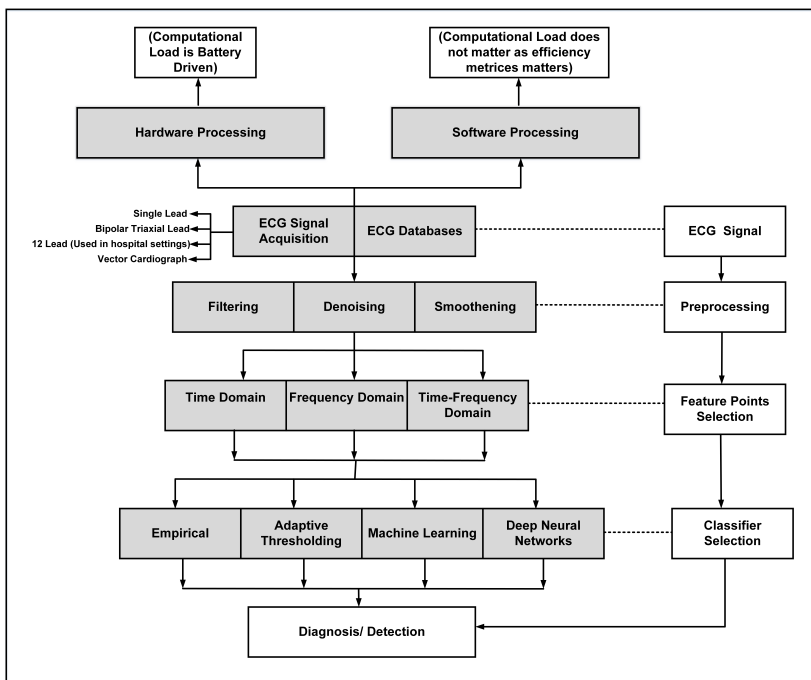 (Computational
Load is Battery
Driven)
(Computational Load does
not matter as efficiency
metrices matters)
Hardware Processing
Software Processing
Single Lead
Bipolar Triaxial Lead
12 Lead (Used in hospital settings)
Vector Cardiograph
ECG Signal
Acquisition
ECG Databases
ECG Signal
Filtering
Denoising
Smoothening
Preprocessing
Time Domain
Frequency Domain
Time-Frequency
Domain
Feature Points
Selection
Empirical
Adaptive
Thresholding
Machine Learning
Deep Neural
Networks
Classifier
Selection
Diagnosis/ Detection